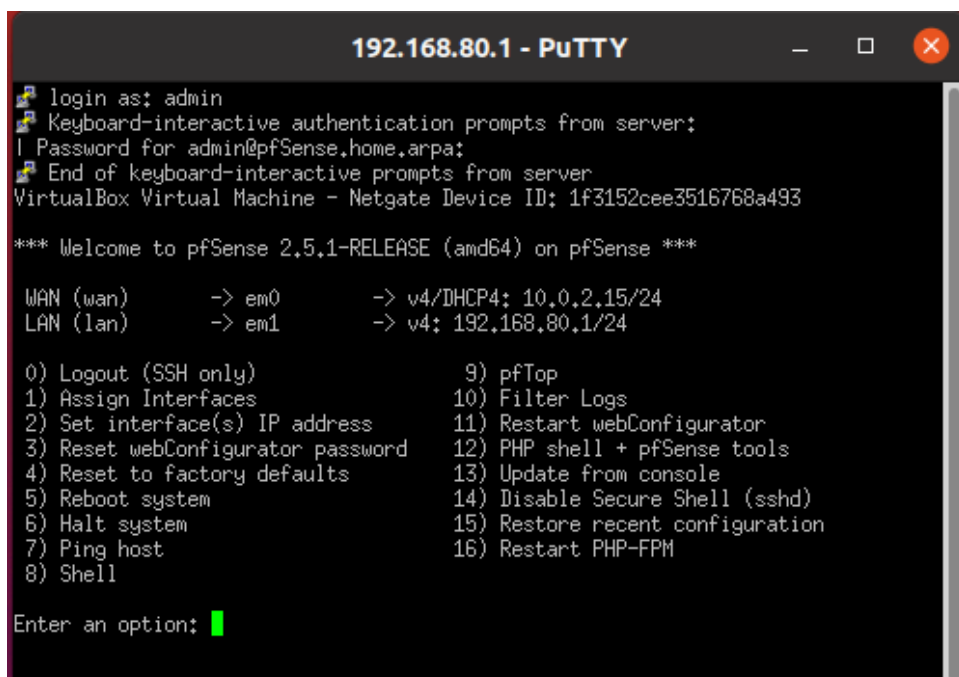 192.168.80.1 - PuTTY
login as: admin
Keyboard-interactive authentication prompts from server:
| Password for admin@pfSense.home.arpa:
End of keyboard-interactive prompts from server
VirtualBox Virtual Machine - Netgate Device ID: 1f3152cee3516768a493
*** Welcome to pfSense 2.5.1-RELEASE (amd64) on pfSense ***
WAN (wan) -> em0 -> v4/DHCP4: 10.0.2.15/24
LAN (lan) -> em1 -> v4: 192.168.80.1/24
0) Logout (SSH only) 9) pfTop
1) Assign Interfaces 10) Filter Logs
2) Set interface(s) IP address 11) Restart webConfigurator
3) Reset webConfigurator password 12) PHP shell + pfSense tools
4) Reset to factory defaults 13) Update from console
5) Reboot system 14) Disable Secure Shell (sshd)
6) Halt system 15) Restore recent configuration
7) Ping host 16) Restart PHP-FPM
8) Shell
Enter an option: